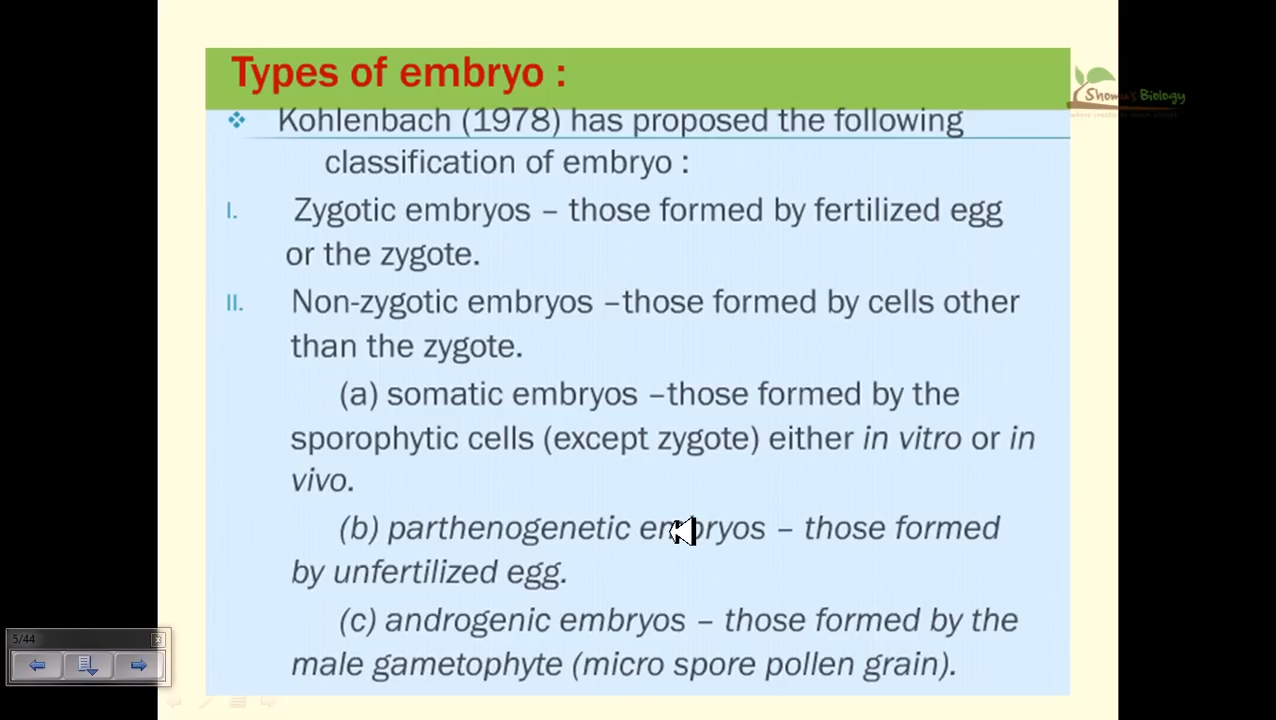 Types of embryo :
❖ Kohlenbach (1978) has proposed the following
classification of embryo :
I. Zygotic embryos – those formed by fertilized egg
or the zygote.
II. Non-zygotic embryos –those formed by cells other
than the zygote.
(a) somatic embryos –those formed by the
sporophytic cells (except zygote) either in vitro or in
vivo.
(b) parthenogenetic embryos – those formed
by unfertilized egg.
(c) androgenic embryos – those formed by the
male gametophyte (micro spore pollen grain).
Shomu's Biology
5/44